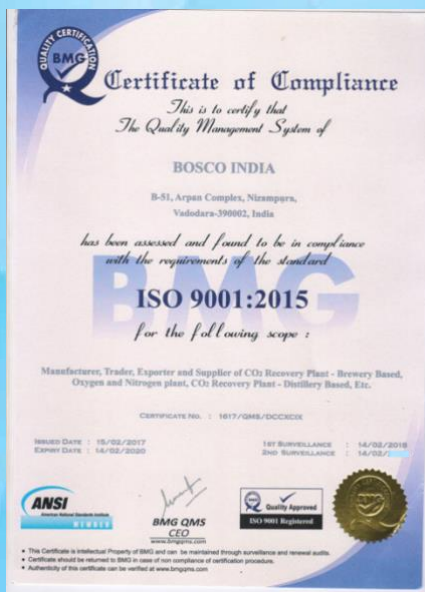 QUALITY CERTIFICATION
BMG
Certificate of Compliance
This is to certify that
The Quality Management System of
BOSCO INDIA
B-51, Arpan Complex, Nizampura,
Vadodara-390002, India
has been assessed and found to be in compliance
with the requirements of the standard
BMG
ISO 9001:2015
for the following scope :
Manufacturer, Trader, Exporter and Supplier of CO2 Recovery Plant - Brewery Based,
Oxygen and Nitrogen plant, CO2 Recovery Plant - Distillery Based, Etc.
CERTIFICATE No. : 1617/QMS/DCCXCIX
ISSUED DATE : 15/02/2017
EXPIRY DATE : 14/02/2020
1ST SURVEILLANCE : 14/02/2018
2ND SURVEILLANCE : 14/02/
ANSI
American National Standards Institute
MEMBER
BMG QMS
CEO
www.bmgqms.com
Quality Approved
ISO 9001 Registered
• This Certificate is Intellectual Property of BMG and can be maintained through surveillance and renewal audits.
• Certificate should be returned to BMG in case of non compliance of certification procedure.
• Authenticity of this certificate can be verified at www.bmgqms.com